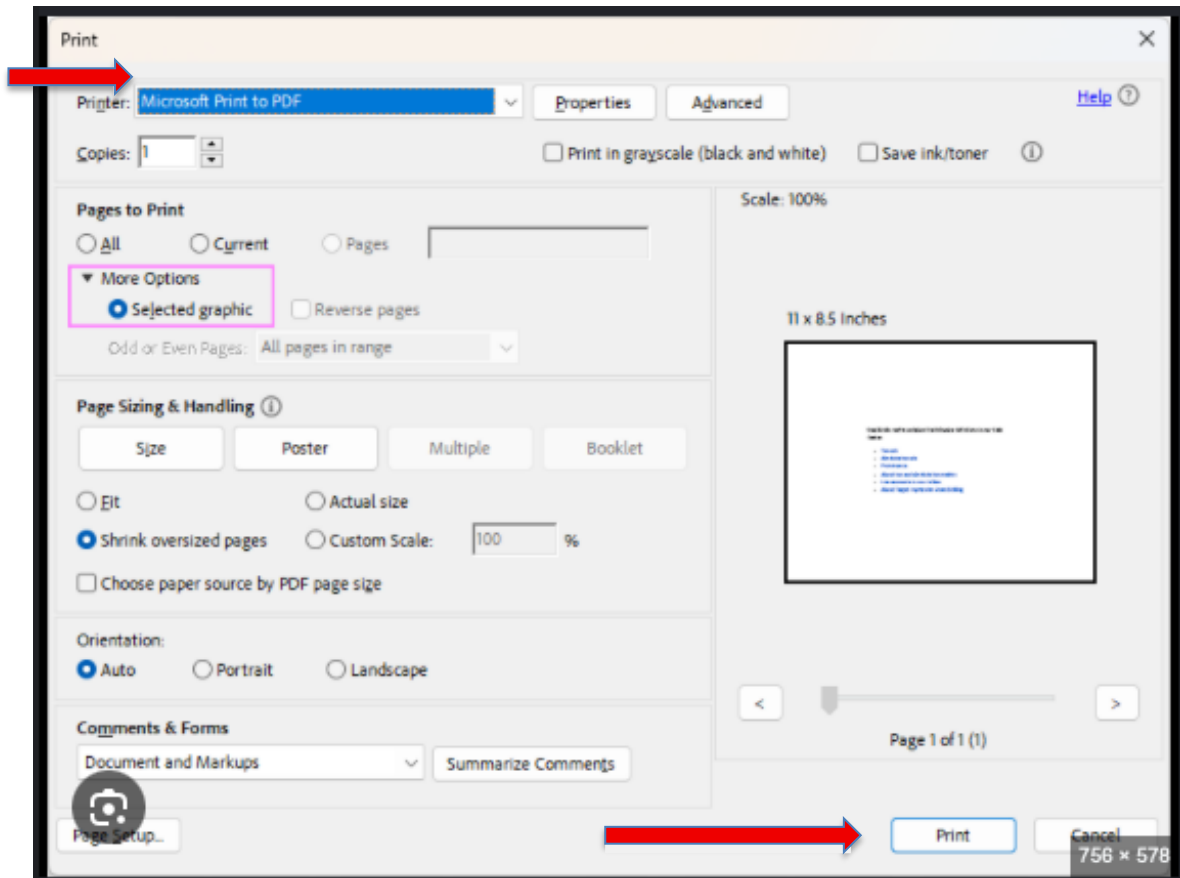 Print
Printer: Microsoft Print to PDF Properties Advanced Help
Copies: 1 Print in grayscale (black and white) Save ink/toner
Pages to Print
All Current Pages
More Options
Selected graphic Reverse pages
Odd or Even Pages: All pages in range
Scale: 100%
11 x 8.5 Inches
Page Sizing & Handling
Size Poster Multiple Booklet
Fit Actual size
Shrink oversized pages Custom Scale: 100 %
Choose paper source by PDF page size
Orientation:
Auto Portrait Landscape
< >
Page 1 of 1 (1)
Comments & Forms
Document and Markups Summarize Comments
Page Setup... Print Cancel
756 × 578